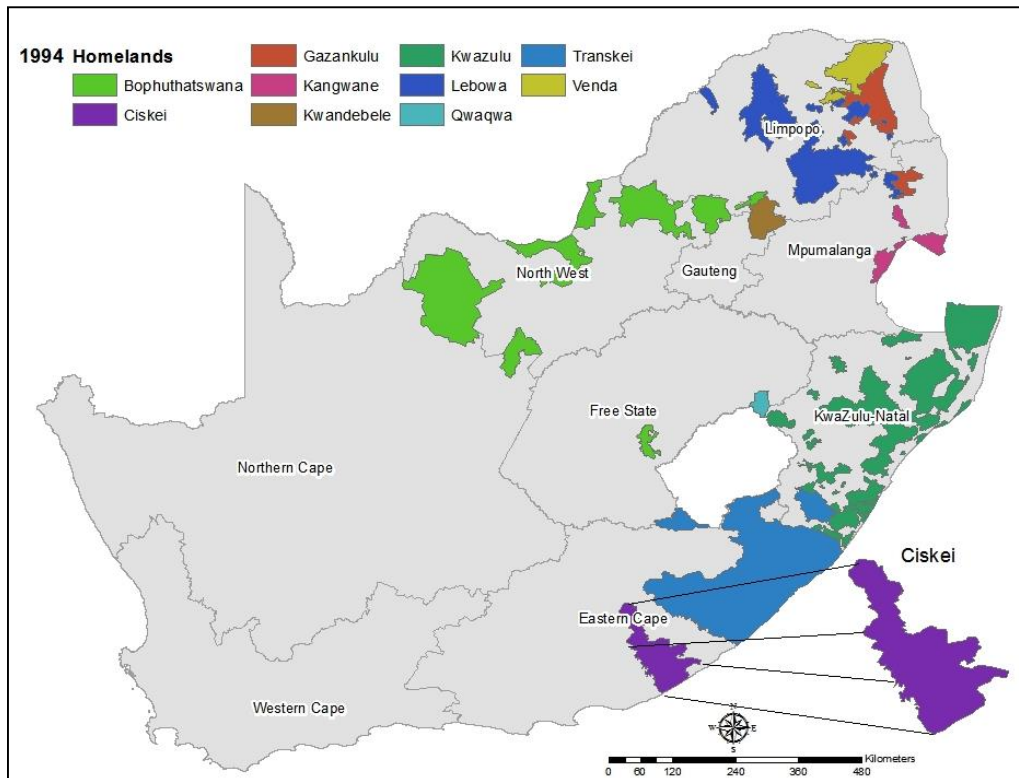 1994 Homelands
Bophuthatswana
Ciskei
Gazankulu
Kangwane
Kwandebele
Kwazulu
Lebowa
Qwaqwa
Transkei
Venda
Limpopo
Mpumalanga
North West
Gauteng
Free State
KwaZulu-Natal
Northern Cape
Ciskei
Eastern Cape
Western Cape
N
W E
S
Kilometers
0 60 120 240 360 480